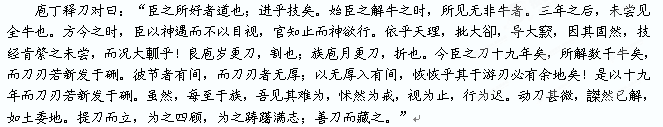 庖丁释刀对曰：“臣之所好者道也；进乎技矣。始臣之解牛之时，所见无非牛者。三年之后，未尝见
全牛也。方今之时，臣以神遇而不以目视，官知止而神欲行。依乎天理，批大卻，导大窾，因其固然，技
经肯綮之未尝，而况大軱乎！良庖岁更刀，割也；族庖月更刀，折也。今臣之刀十九年矣，所解数千牛矣，
而刀刃若新发于硎。彼节者有间，而刀刃者无厚；以无厚入有间，恢恢乎其于游刃必有余地矣！是以十九
年而刀刃若新发于硎。虽然，每至于族，吾见其难为，怵然为戒，视为止，行为迟。动刀甚微，謋然已解，
如土委地。提刀而立，为之四顾，为之踌躇满志；善刀而藏之。”